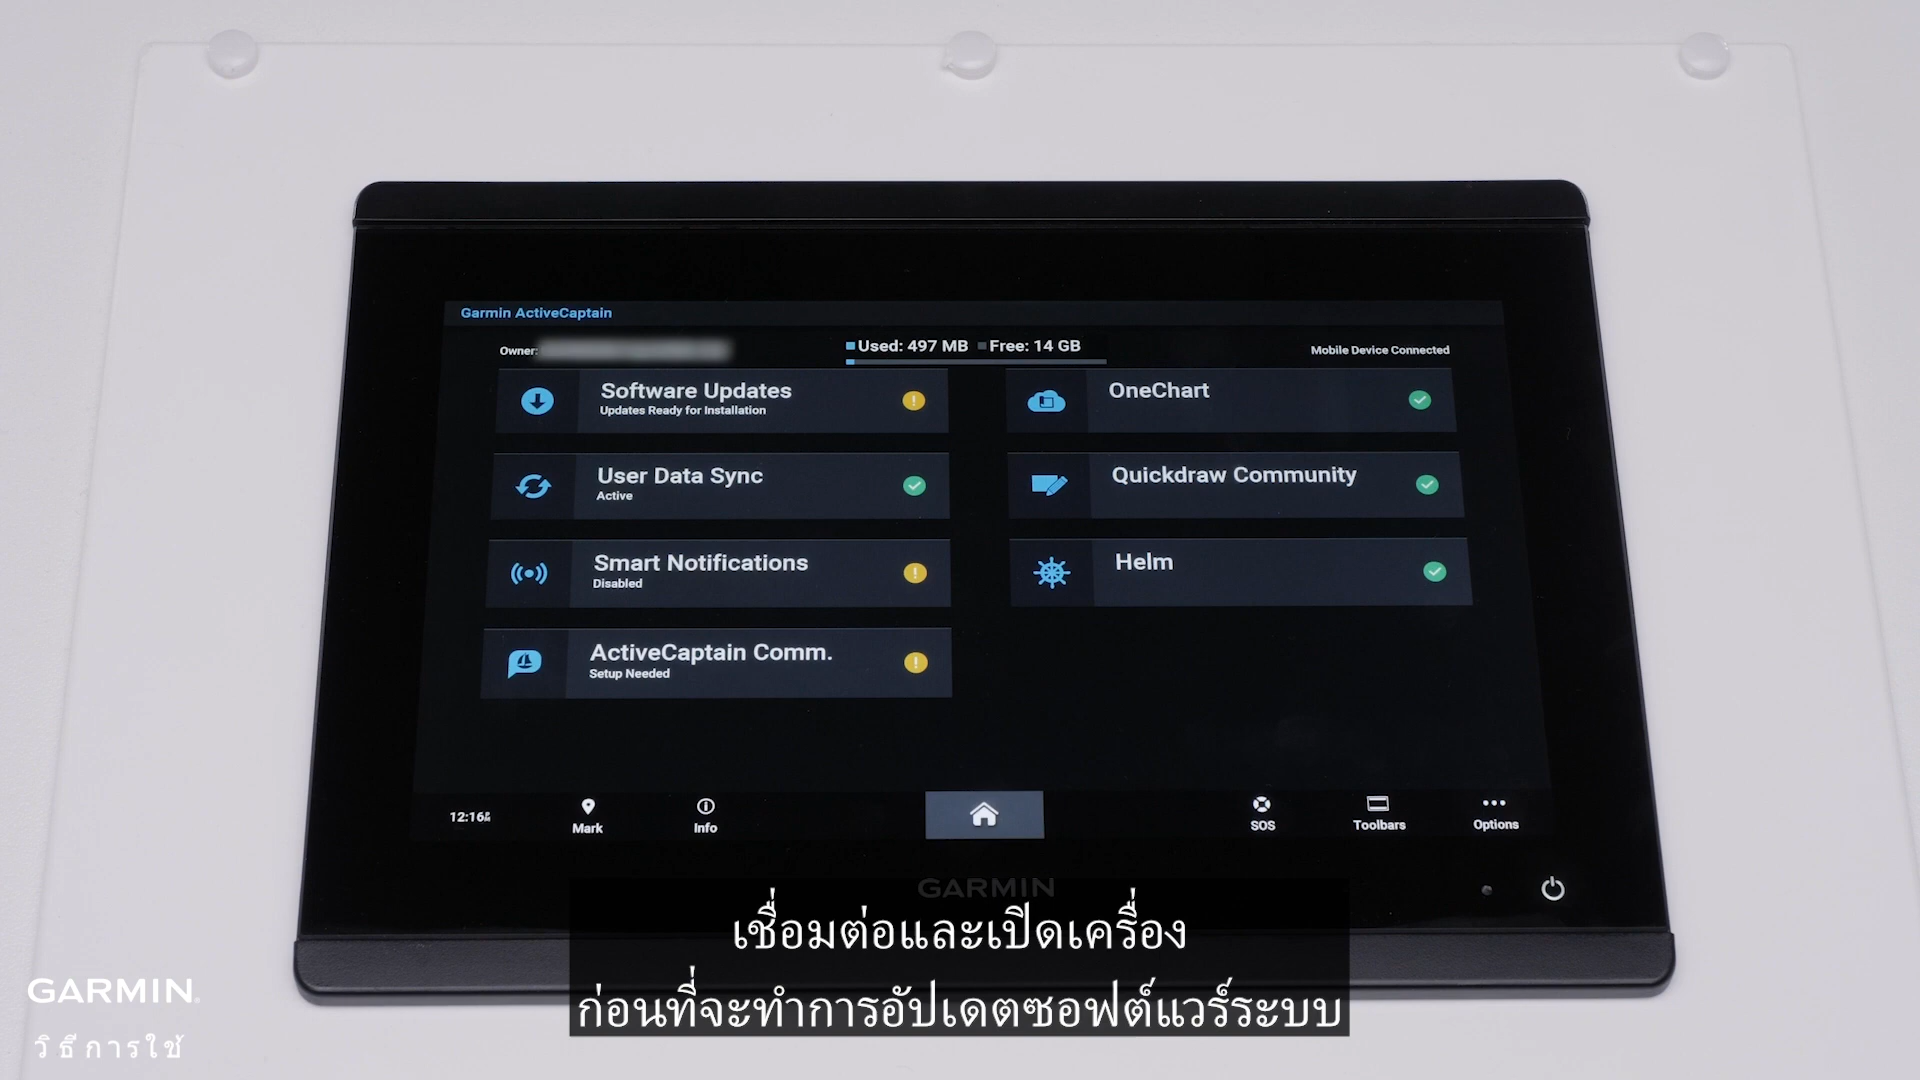 Garmin ActiveCaptain
Owner:
Used: 497 MB Free: 14 GB
Mobile Device Connected
Software Updates
Updates Ready for Installation
OneChart
User Data Sync
Active
Quickdraw Community
Smart Notifications
Disabled
Helm
ActiveCaptain Comm.
Setup Needed
12:16
Mark
Info
SOS
Toolbars
Options
GARMIN
เชื่อมต่อและเปิดเครื่อง
ก่อนที่จะทำการอัปเดตซอฟต์แวร์ระบบ
GARMIN
วิธีการใช้